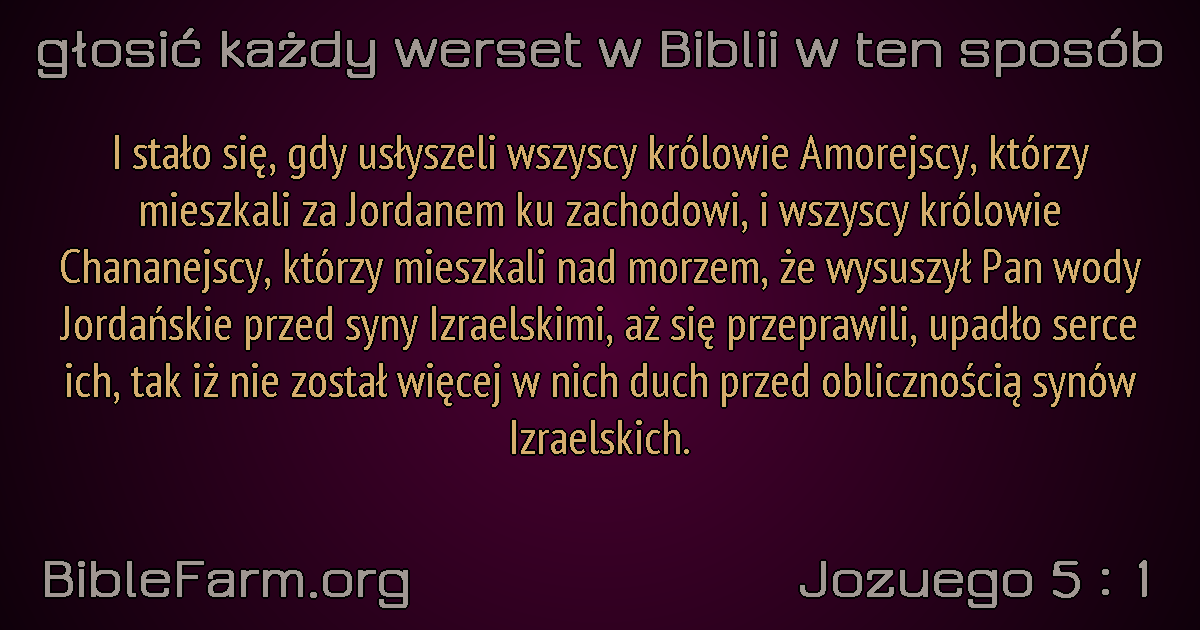 głosić każdy werset w Biblii w ten sposób
I stało się, gdy usłyszeli wszyscy królowie Amorejscy, którzy
mieszkali za Jordanem ku zachodowi, i wszyscy królowie
Chananejscy, którzy mieszkali nad morzem, że wysuszył Pan wody
Jordańskie przed syny Izraelskimi, aż się przeprawili, upadło serce
ich, tak iż nie został więcej w nich duch przed oblicznością synów
Izraelskich.
BibleFarm.org
Jozuego 5 : 1